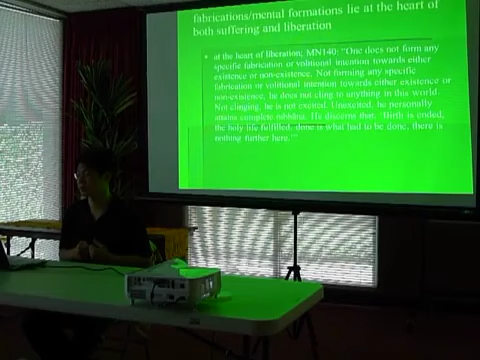 fabrications/mental formations lie at the heart of
both suffering and liberation
at the heart of liberation; MN140: “One does not form any
specific fabrication or volitional intention towards either
existence or non-existence. Not forming any specific
fabrication or volitional intention towards either existence or
non-existence, he does not cling to anything in this world.
Not clinging, he is not excited. Unexcited, he personally
attains complete nibbāna. He discerns that, ‘Birth is ended,
the holy life fulfilled, done is what had to be done, there is
nothing further here.’”